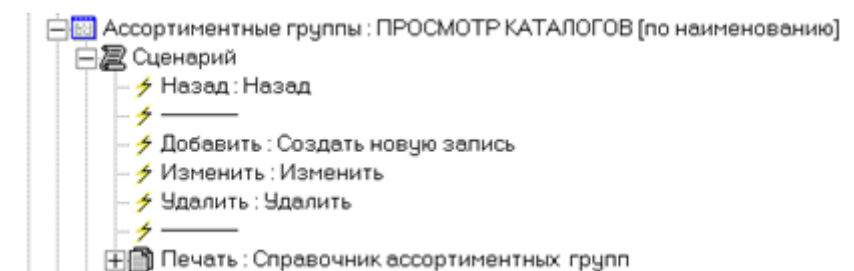 Ассортиментные группы : ПРОСМОТР КАТАЛОГОВ [по наименованию]
Сценарий
Назад : Назад
Добавить : Создать новую запись
Изменить : Изменить
Удалить : Удалить
Печать : Справочник ассортиментных групп